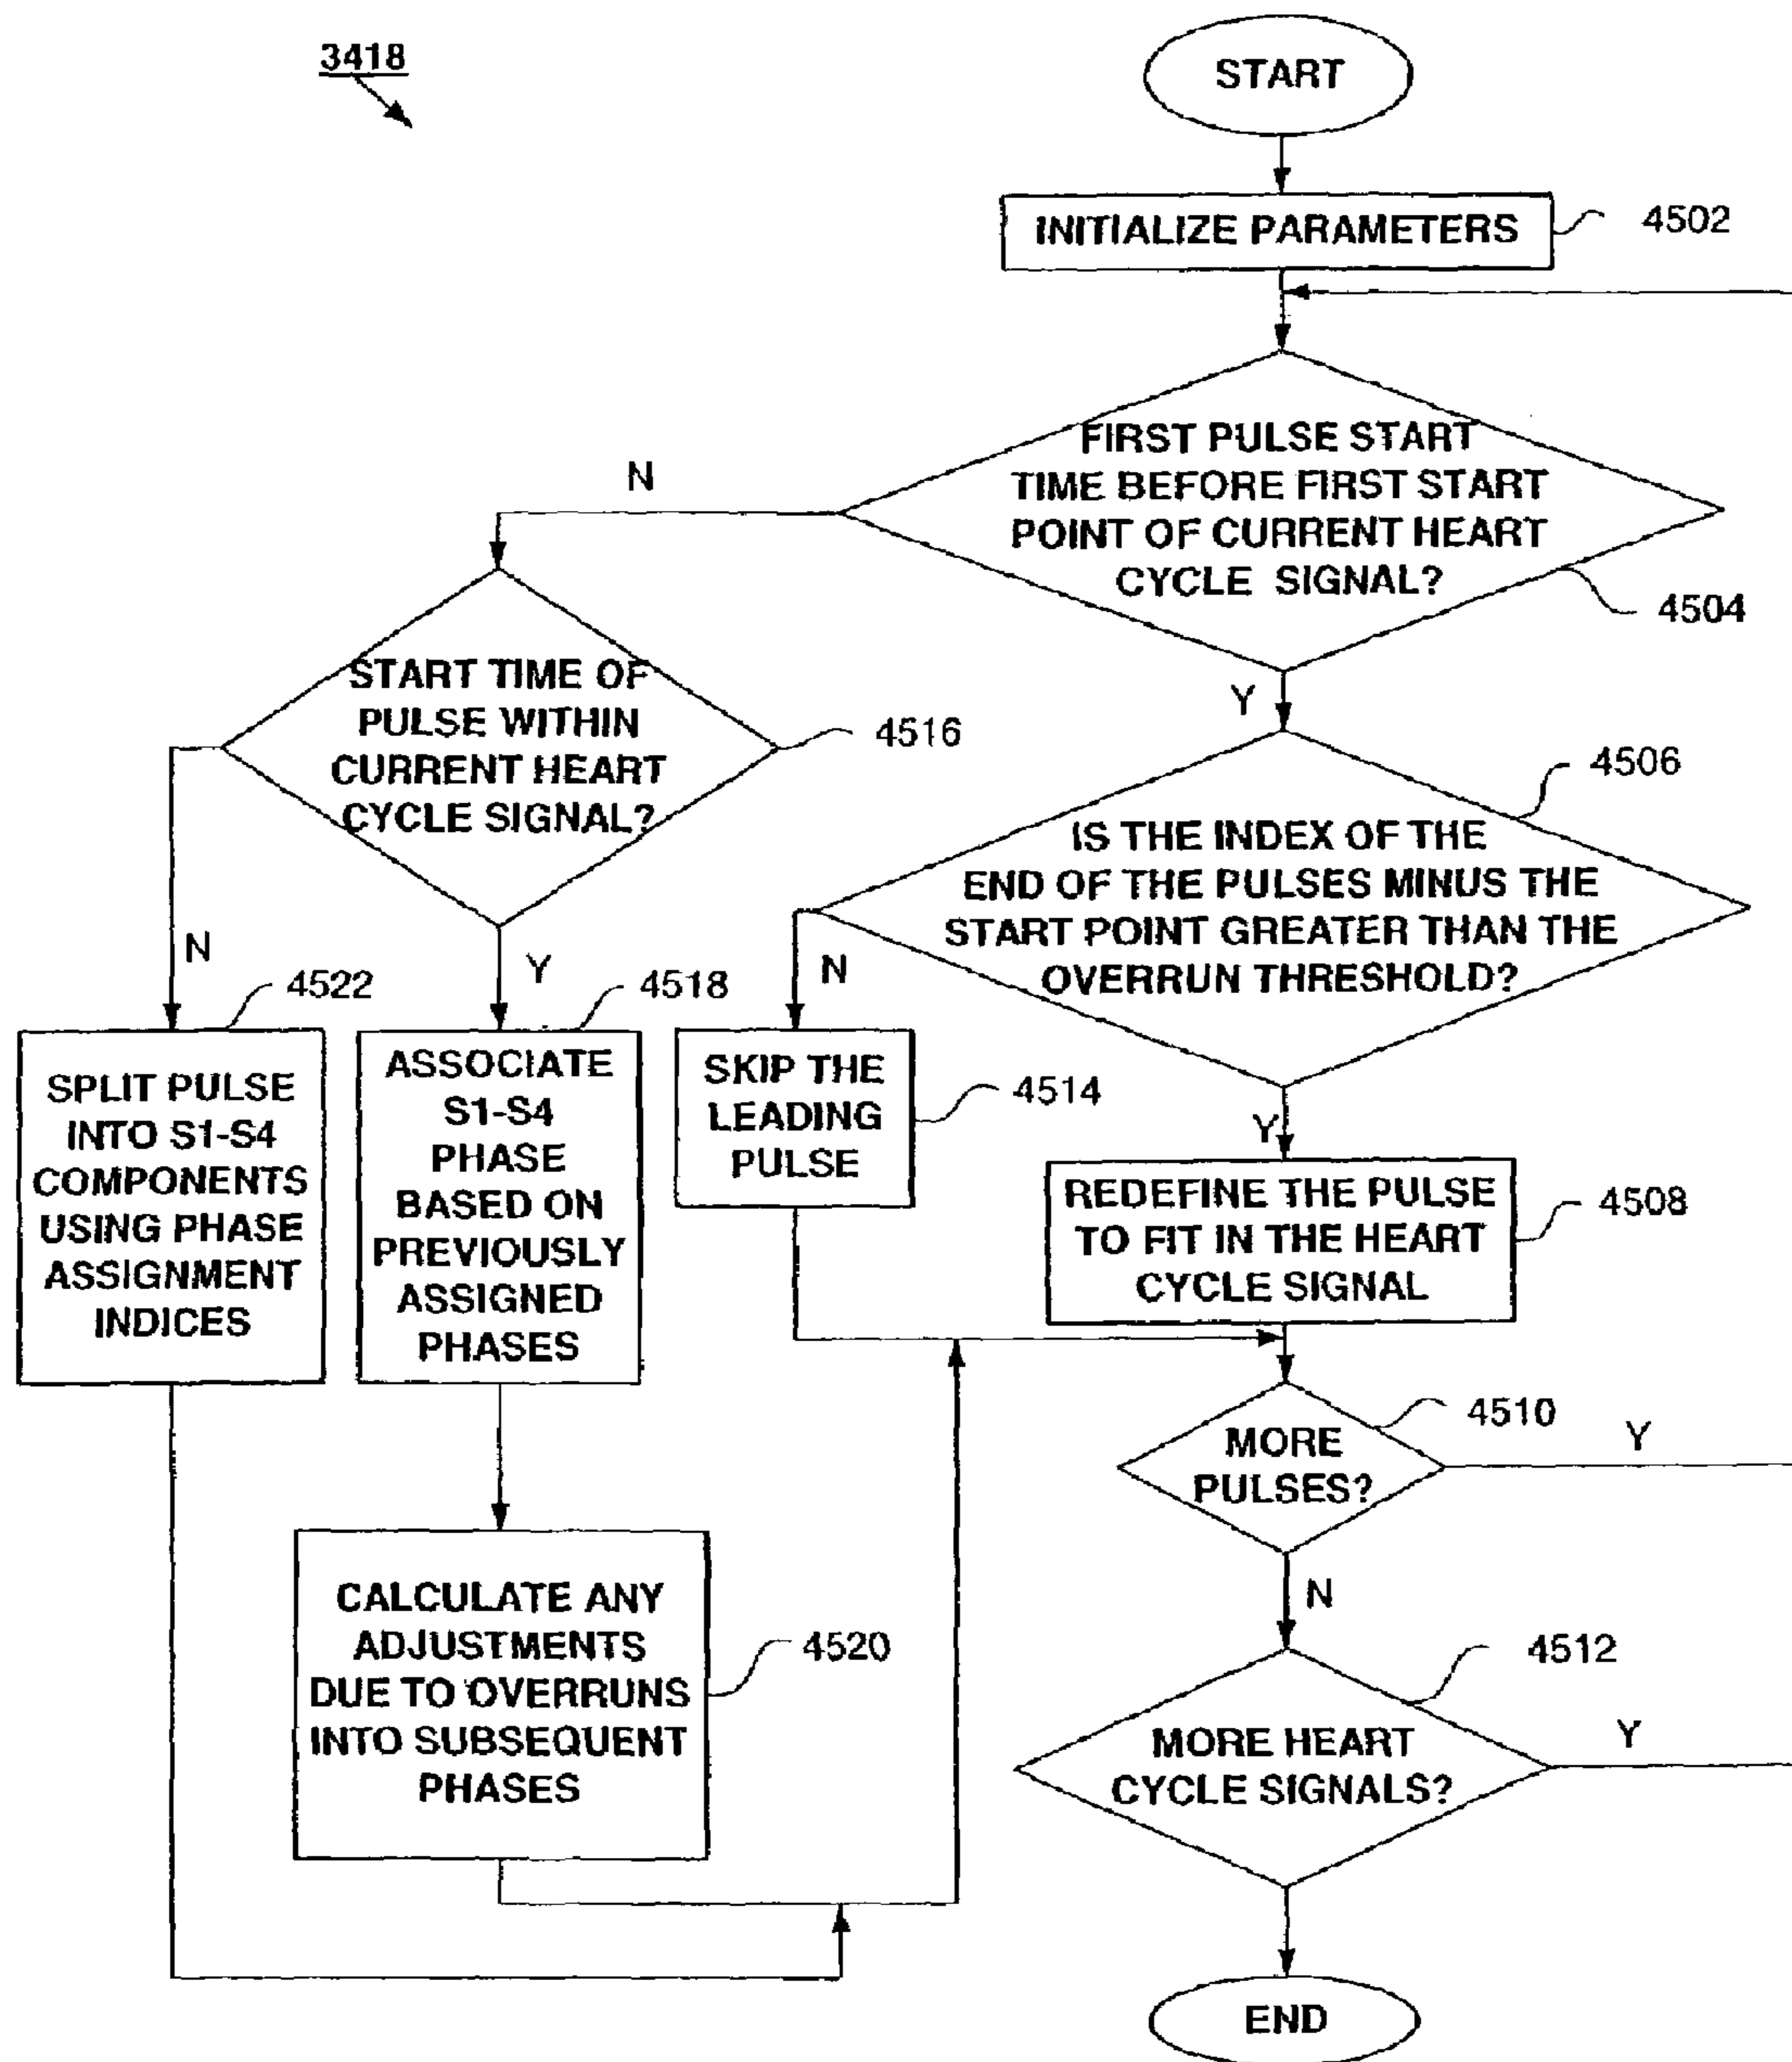 3418
START
INITIALIZE PARAMETERS
4502
FIRST PULSE START
TIME BEFORE FIRST START
POINT OF CURRENT HEART
CYCLE SIGNAL?
4504
N
Y
START TIME OF
PULSE WITHIN
CURRENT HEART
CYCLE SIGNAL?
4516
N
Y
4506
IS THE INDEX OF THE
END OF THE PULSES MINUS THE
START POINT GREATER THAN THE
OVERRUN THRESHOLD?
N
Y
4522
SPLIT PULSE
INTO S1-S4
COMPONENTS
USING PHASE
ASSIGNMENT
INDICES
4518
ASSOCIATE
S1-S4
PHASE
BASED ON
PREVIOUSLY
ASSIGNED
PHASES
SKIP THE
LEADING
PULSE
4514
REDEFINE THE PULSE
TO FIT IN THE HEART
CYCLE SIGNAL
4508
4510
MORE
PULSES?
Y
N
CALCULATE ANY
ADJUSTMENTS
DUE TO OVERRUNS
INTO SUBSEQUENT
PHASES
4520
4512
MORE HEART
CYCLE SIGNALS?
Y
END